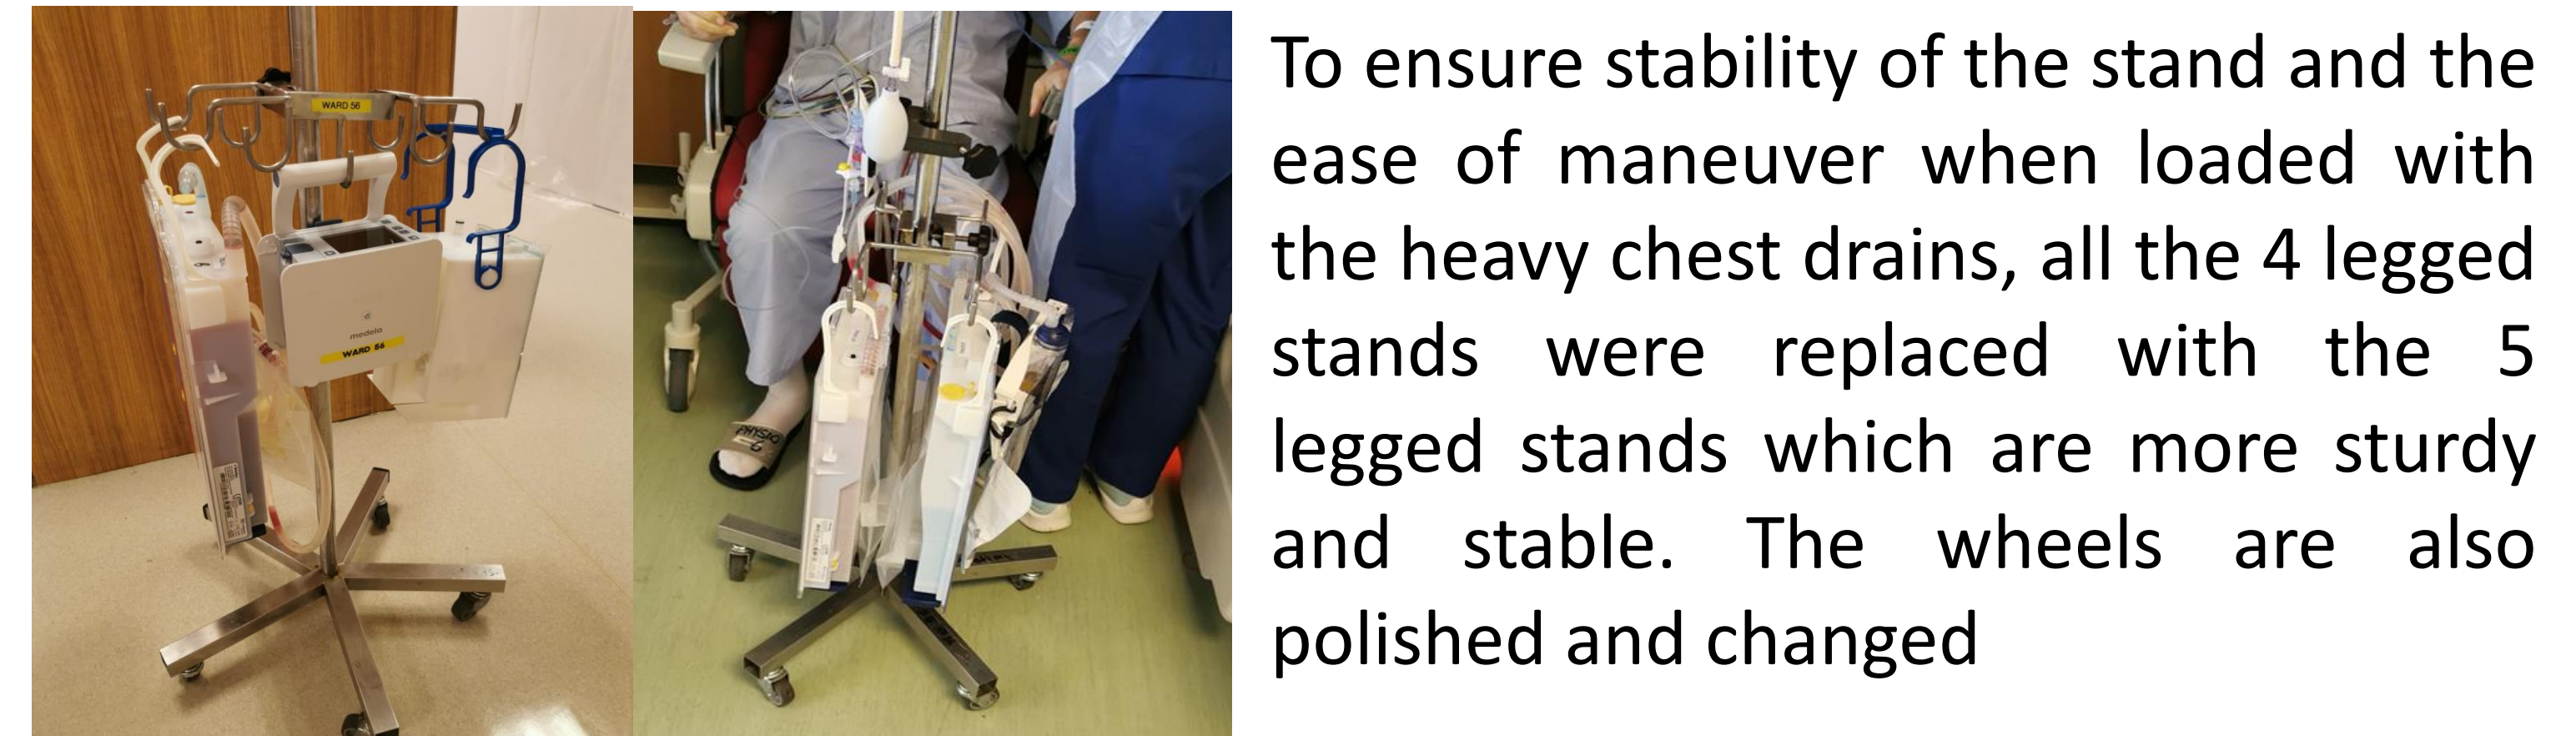 WARD 56
medela
WARD 56
PHYSIO
To ensure stability of the stand and the
ease of maneuver when loaded with
the heavy chest drains, all the 4 legged
stands were replaced with the 5
legged stands which are more sturdy
and stable. The wheels are also
polished and changed